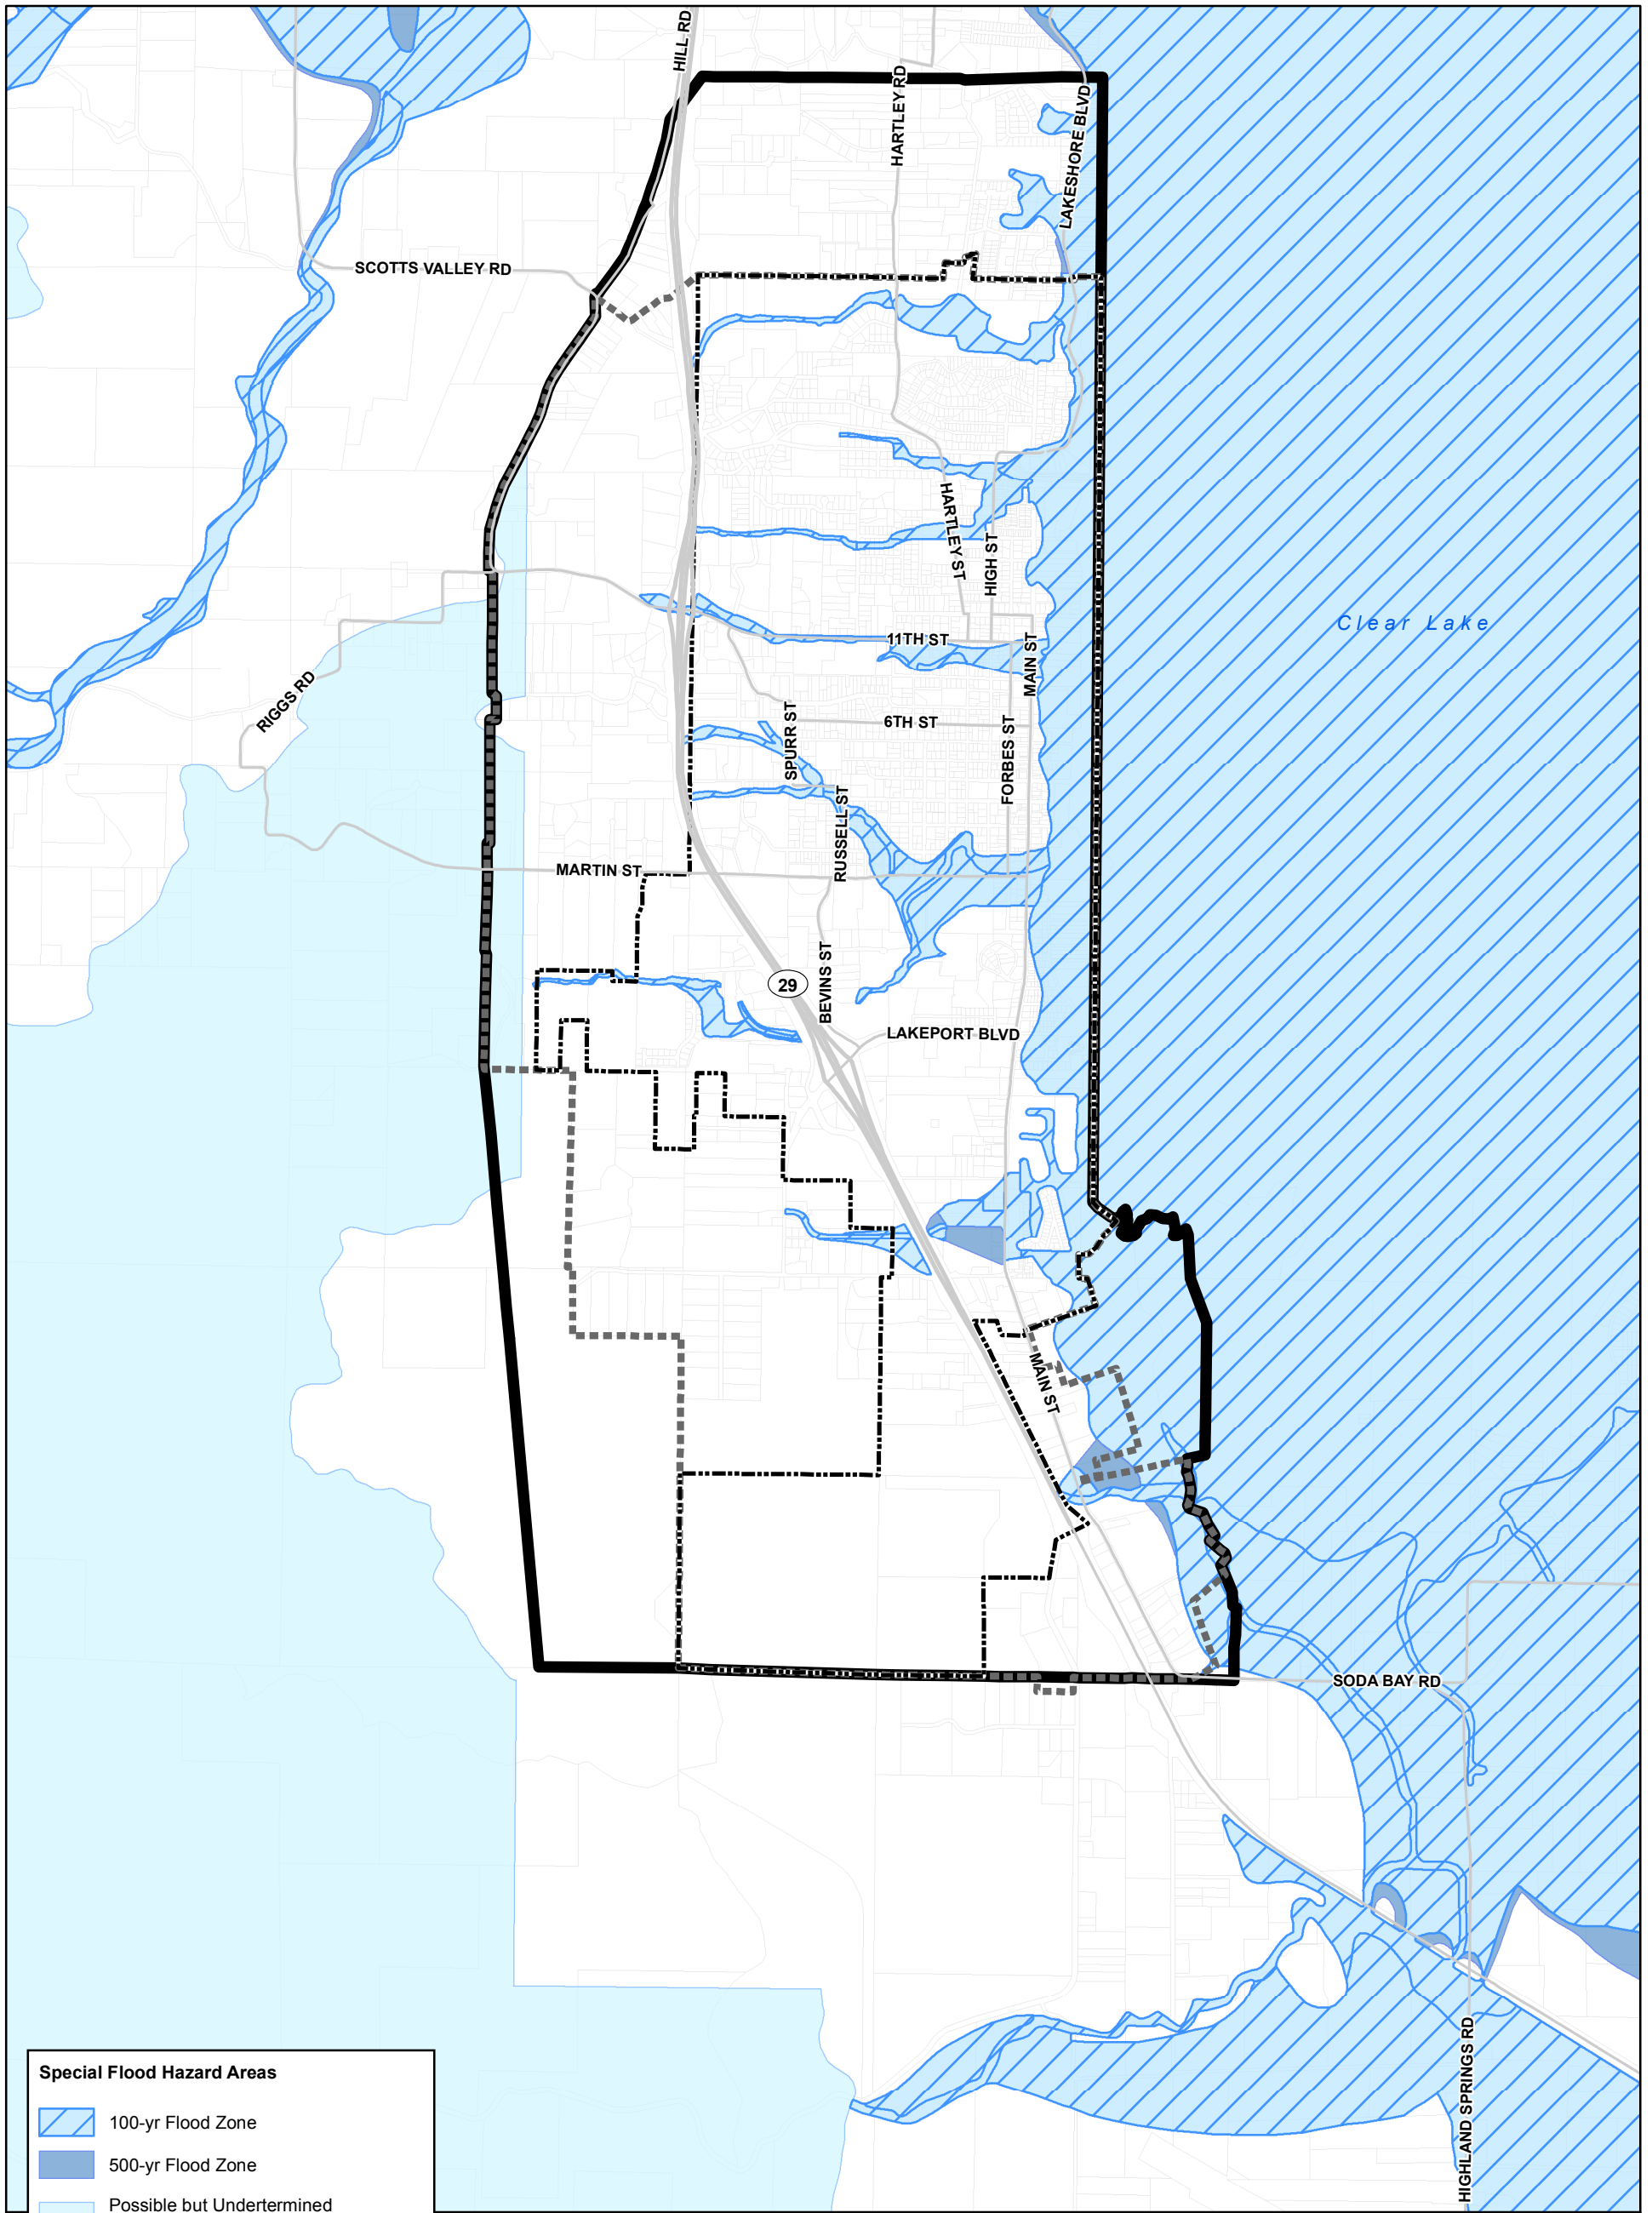 HILL RD
HARTLEY RD
LAKESHORE BLVD
SCOTTS VALLEY RD
HARTLEY ST
HIGH ST
Clear Lake
11TH ST
MAIN ST
RIGGS RD
SPURR ST
6TH ST
FORBES ST
RUSSELL ST
MARTIN ST
BEVINS ST
29
LAKEPORT BLVD
MAIN ST
SODA BAY RD
HIGHLAND SPRINGS RD
Special Flood Hazard Areas
100-yr Flood Zone
500-yr Flood Zone
Possible but Undertermined